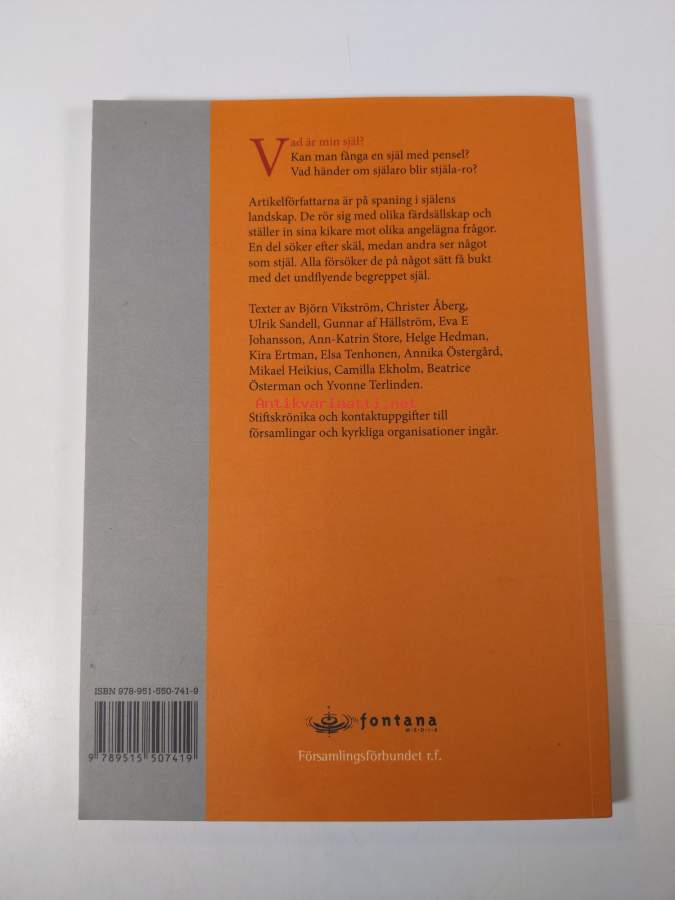 Vad är min själ?
Kan man fånga en själ med pensel?
Vad händer om själaro blir stjäla-ro?
Artikelförfattarna är på spaning i själens
landskap. De rör sig med olika färdsällskap och
ställer in sina kikare mot olika angelägna frågor.
En del söker efter skäl, medan andra ser något
som stjäl. Alla försöker de på något sätt få bukt
med det undflyende begreppet själ.
Texter av Björn Vikström, Christer Åberg,
Ulrik Sandell, Gunnar af Hällström, Eva E
Johansson, Ann-Katrin Store, Helge Hedman,
Kira Ertman, Elsa Tenhonen, Annika Östergård,
Mikael Heikius, Camilla Ekholm, Beatrice
Österman och Yvonne Terlinden.
Antikvariaatti.net
Stiftskrönika och kontaktuppgifter till
församlingar och kyrkliga organisationer ingår.
ISBN 978-951-550-741-9
9 789515 507419
fontana
MEDIA
Församlingsförbundet r.f.